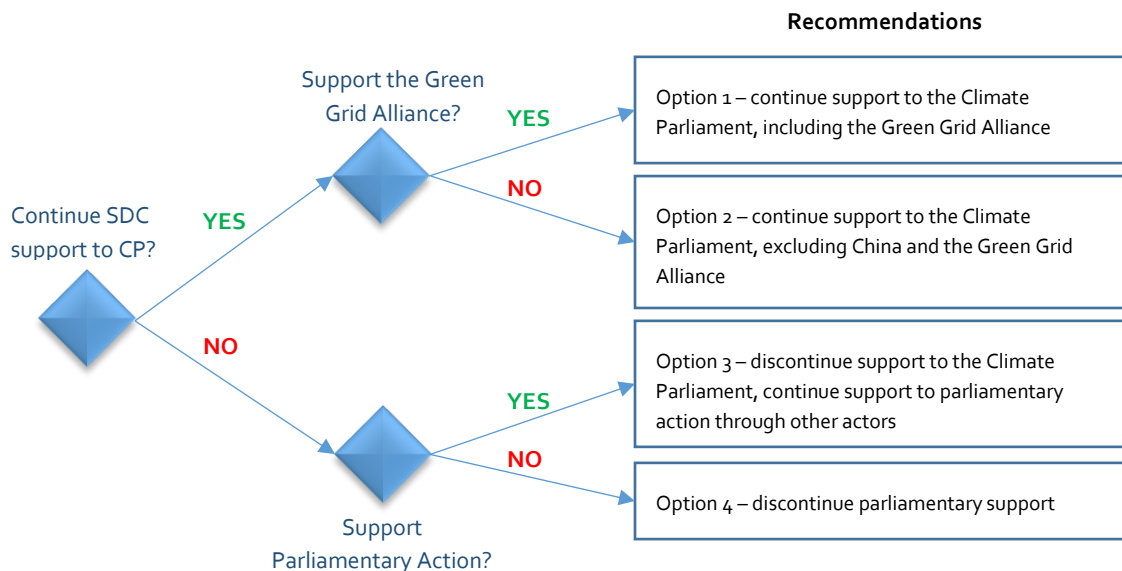 Recommendations
Support the Green
Grid Alliance?
YES
Option 1 – continue support to the Climate
Parliament, including the Green Grid Alliance
NO
Option 2 – continue support to the Climate
Parliament, excluding China and the Green Grid
Alliance
Continue SDC
support to CP?
YES
NO
Option 3 – discontinue support to the Climate
Parliament, continue support to parliamentary
action through other actors
YES
NO
Option 4 – discontinue parliamentary support
Support
Parliamentary Action?